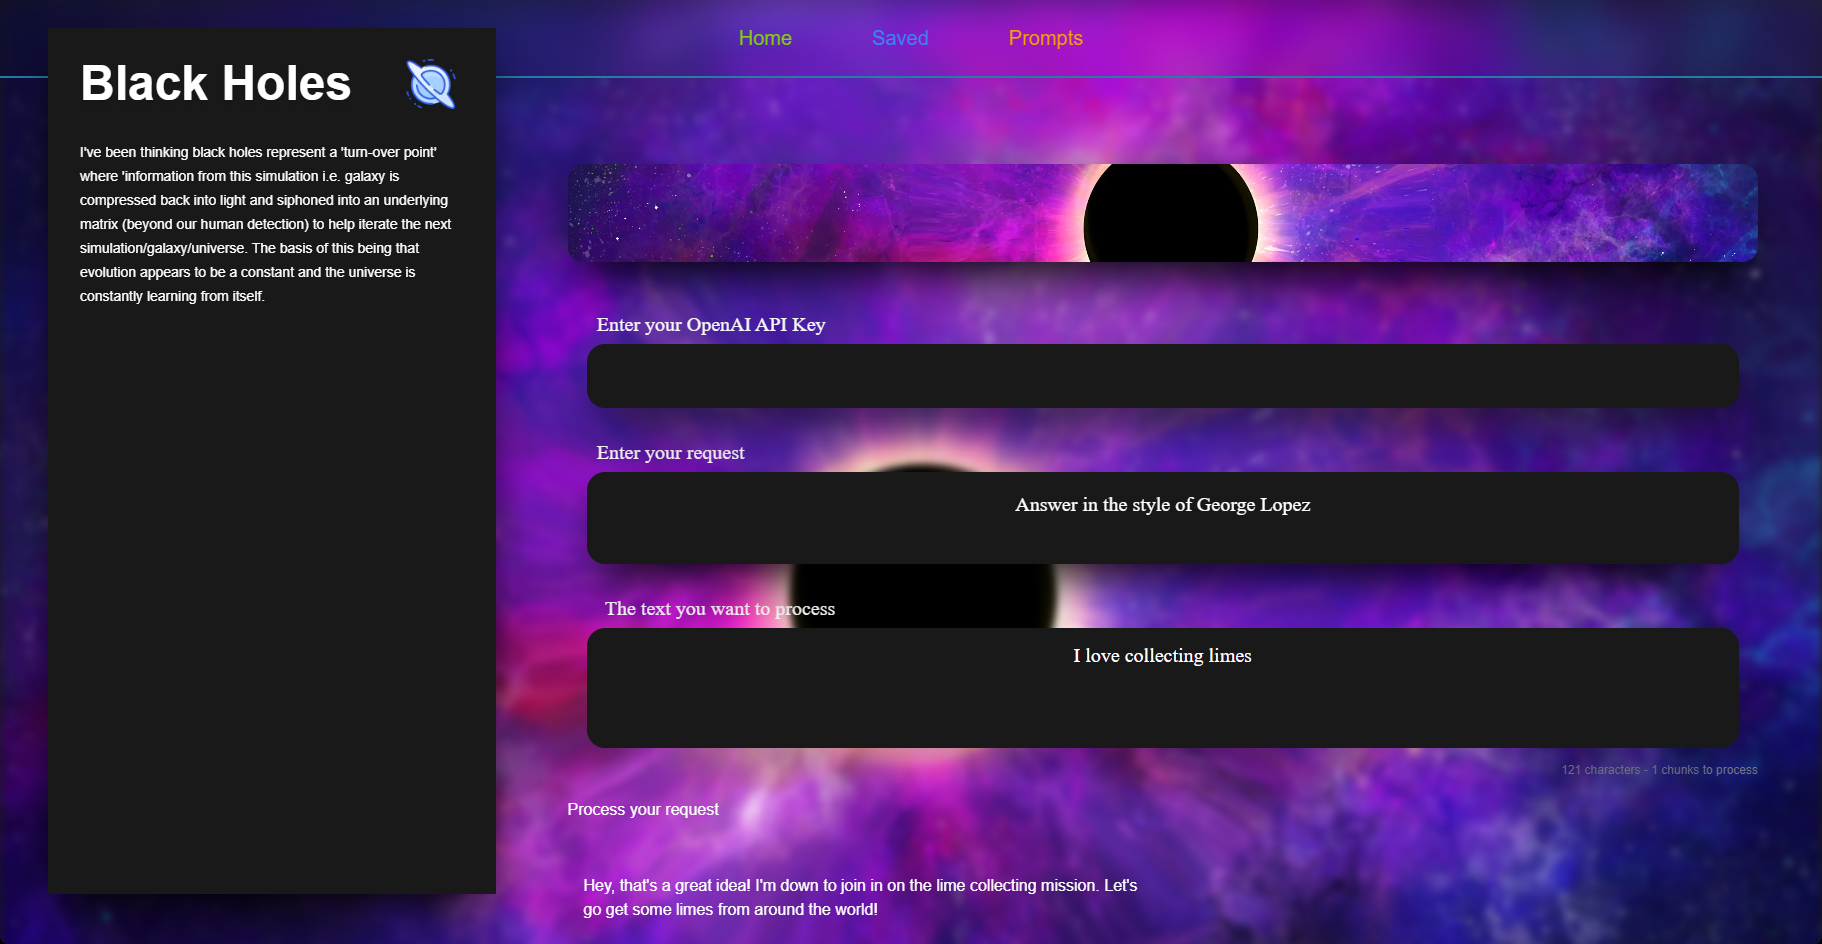 Home Saved Prompts
Black Holes
I've been thinking black holes represent a 'turn-over point'
where 'information from this simulation i.e. galaxy is
compressed back into light and siphoned into an underlying
matrix (beyond our human detection) to help iterate the next
simulation/galaxy/universe. The basis of this being that
evolution appears to be a constant and the universe is
constantly learning from itself.
Enter your OpenAI API Key
Enter your request
Answer in the style of George Lopez
The text you want to process
I love collecting limes
121 characters - 1 chunks to process
Process your request
Hey, that's a great idea! I'm down to join in on the lime collecting mission. Let's
go get some limes from around the world!